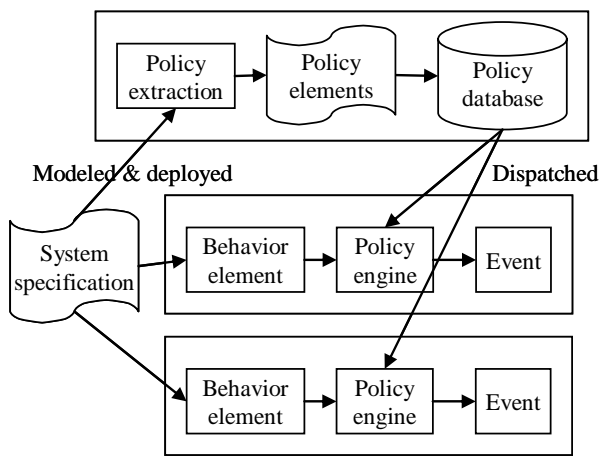 Policy
extraction
Policy
elements
Policy
database
Modeled & deployed
Dispatched
System
specification
Behavior
element
Policy
engine
Event
Behavior
element
Policy
engine
Event